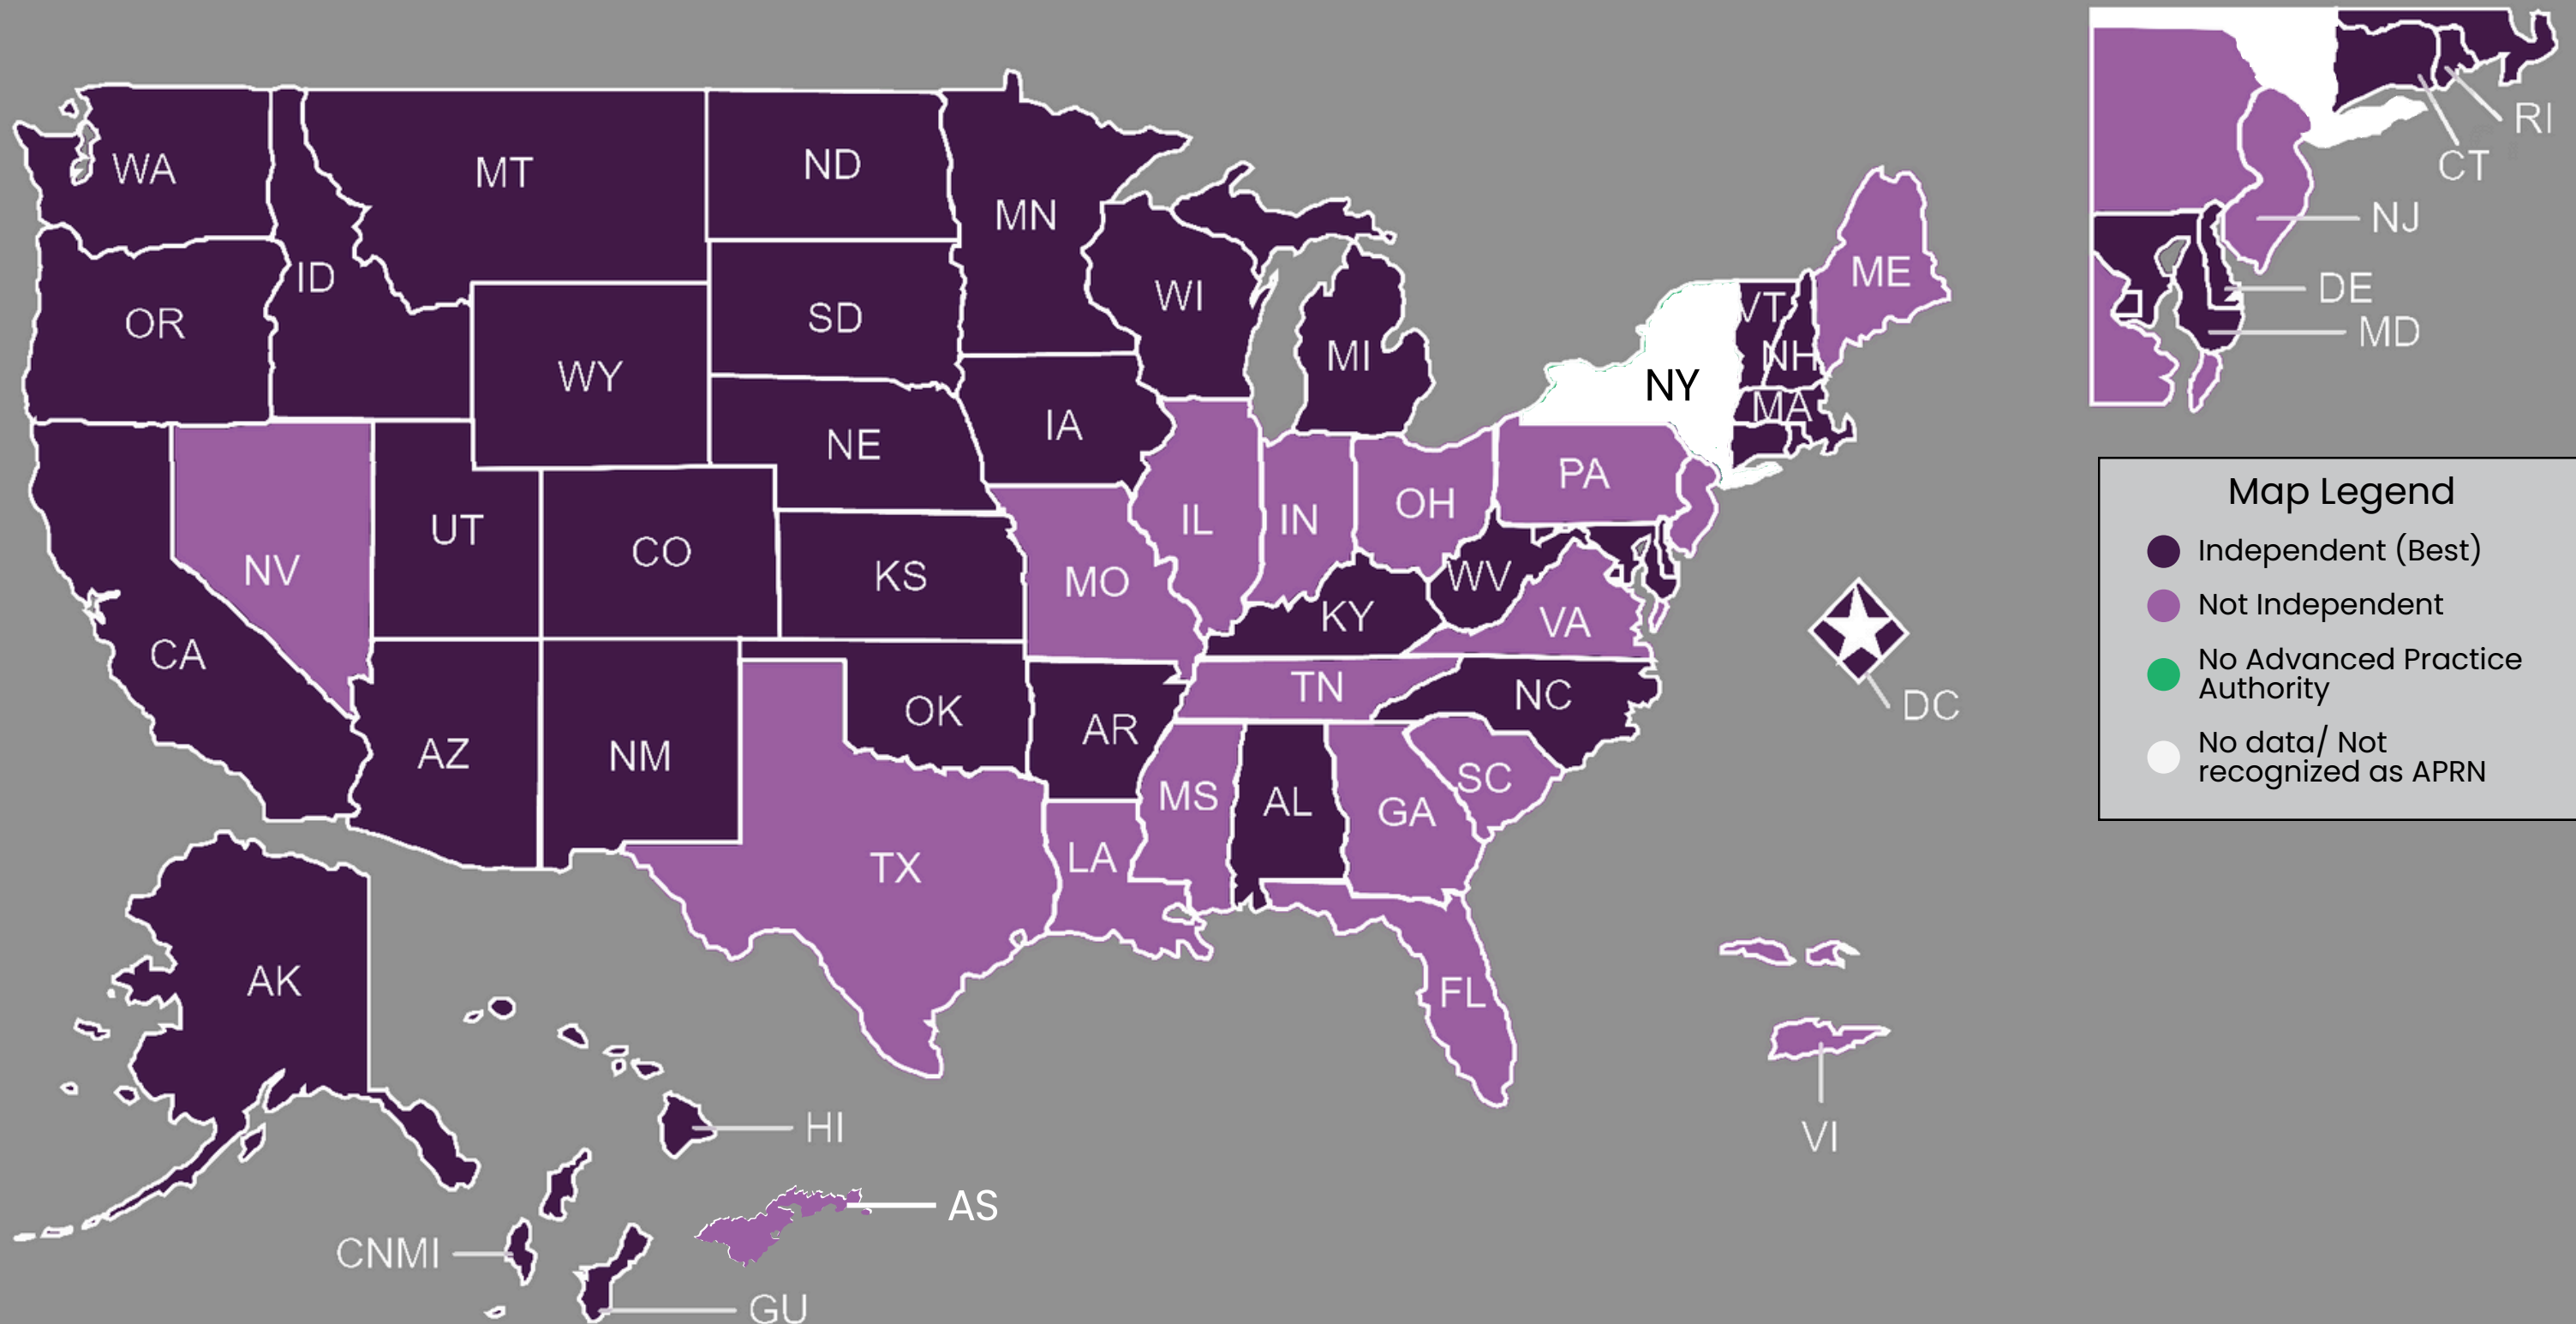 WA
MT
ND
MN
OR
ID
WY
SD
WI
MI
VT
NH
ME
NY
MA
NE
IA
NV
UT
CO
KS
MO
IL
IN
OH
PA
WV
VA
KY
CA
AZ
NM
OK
AR
TN
NC
SC
MS
AL
GA
TX
LA
FL
AK
HI
AS
CNMI
GU
DC
VI
RI
CT
NJ
DE
MD
Map Legend
Independent (Best)
Not Independent
No Advanced Practice
Authority
No data/ Not
recognized as APRN